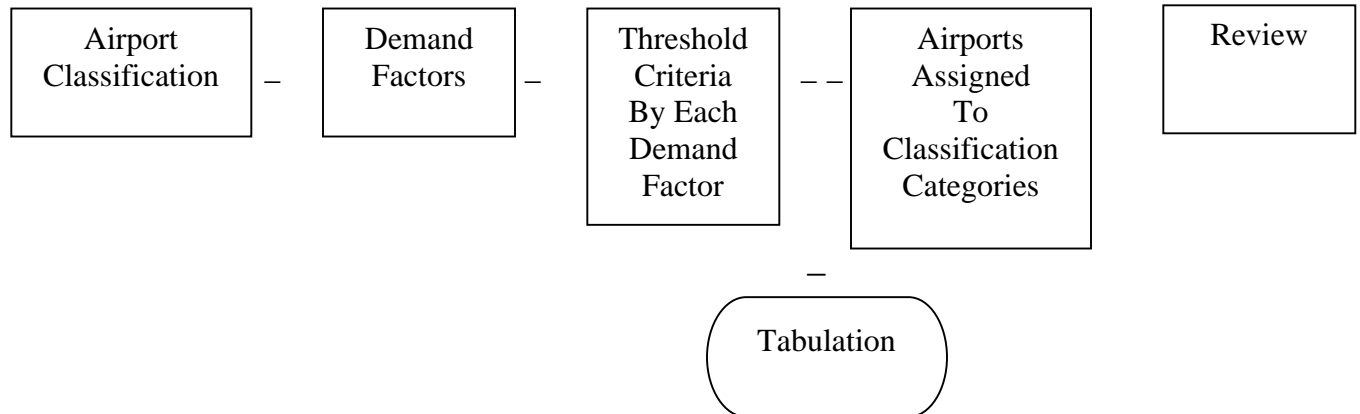 Airport
Classification
–
Demand
Factors
–
Threshold
Criteria
By Each
Demand
Factor
– –
Airports
Assigned
To
Classification
Categories
Review
–
Tabulation